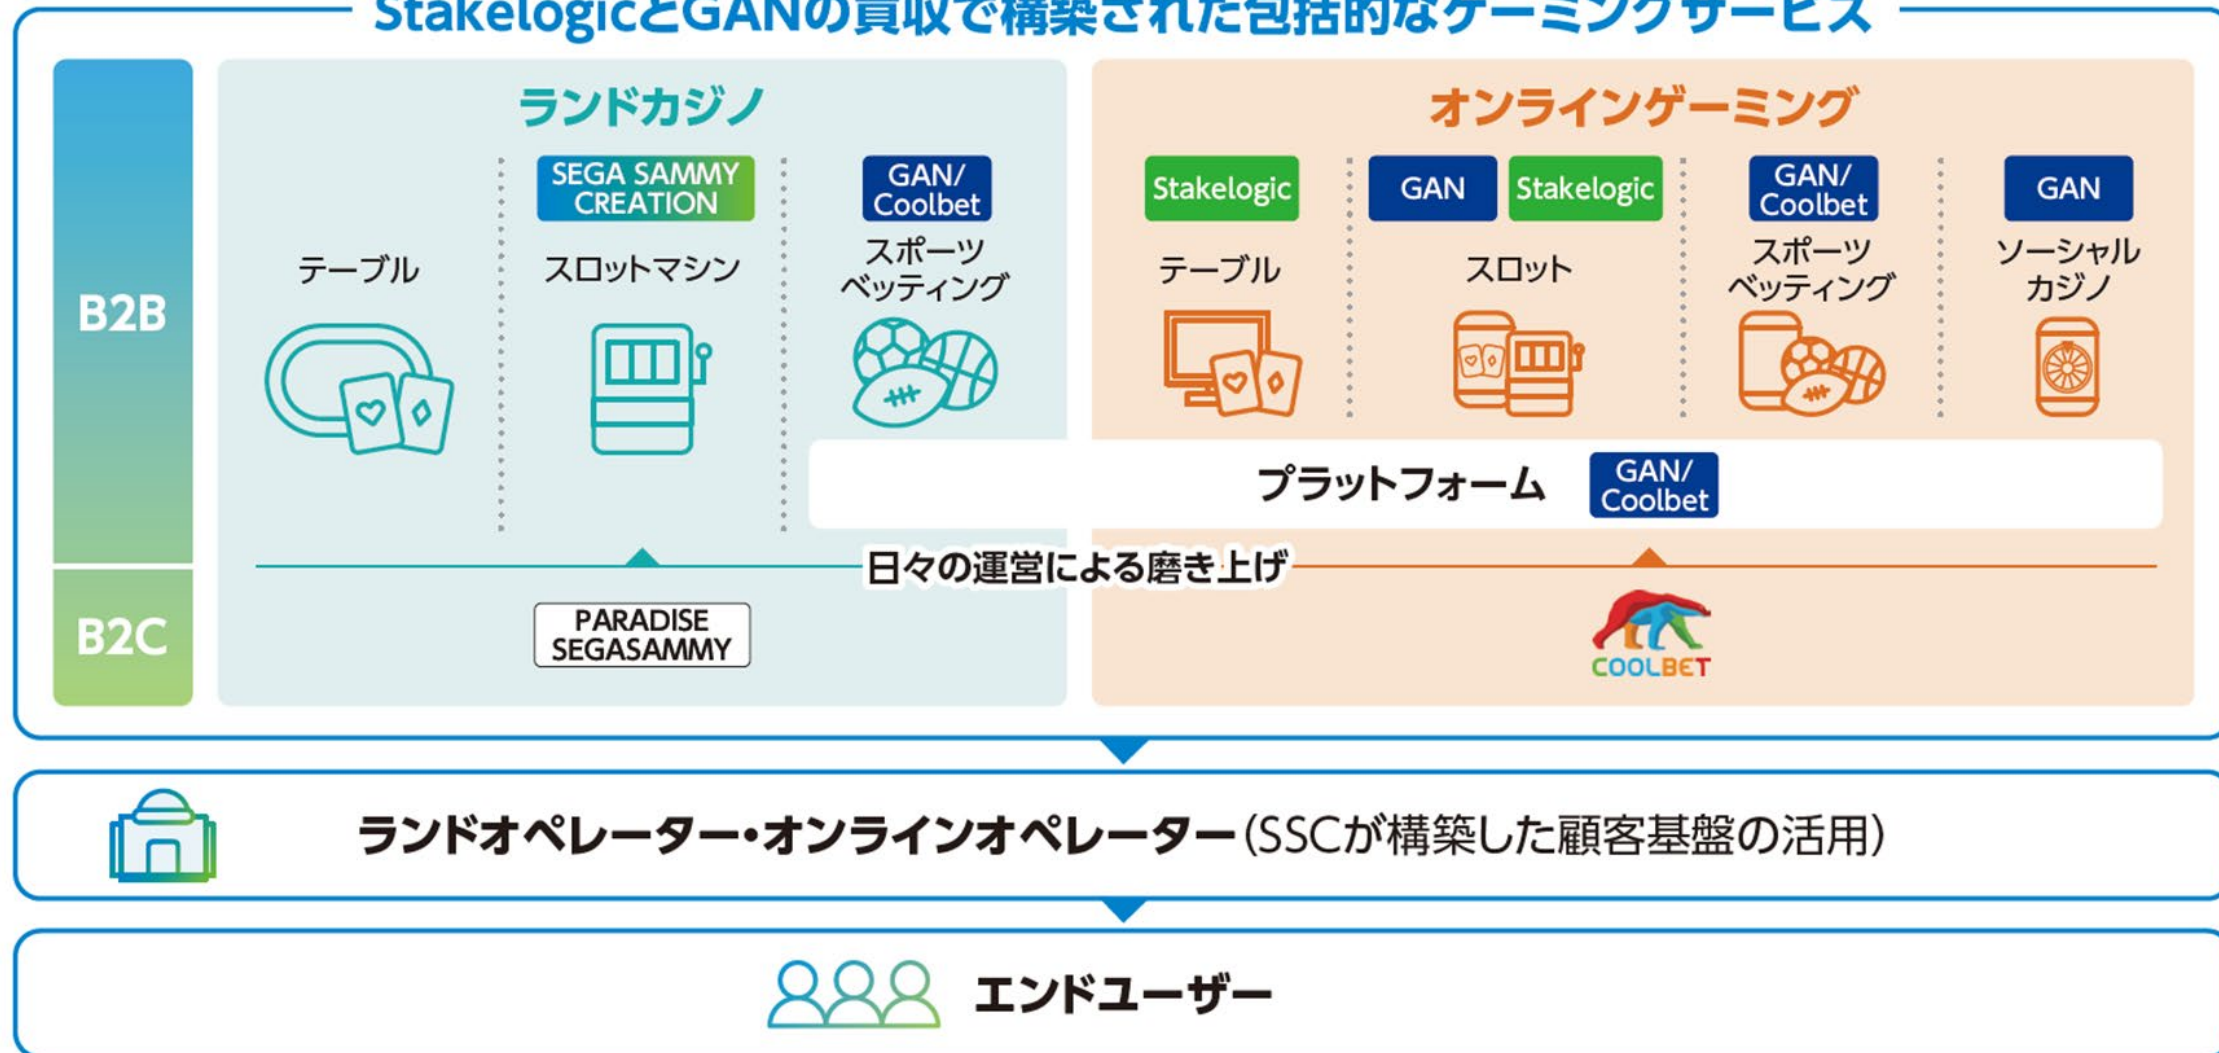 StakelogicとGANの買収で構築された包括的なゲーミングサービス
B2B
ランドカジノ
テーブル
SEGA SAMMY
CREATION
スロットマシン
GAN/
Coolbet
スポーツ
ベッティング
オンラインゲーミング
Stakelogic
テーブル
GAN
Stakelogic
スロット
GAN/
Coolbet
スポーツ
ベッティング
GAN
ソーシャル
カジノ
プラットフォーム
GAN/
Coolbet
日々の運営による磨き上げ
B2C
PARADISE
SEGASAMMY
COOLBET
ランドオペレーター・オンラインオペレーター(SSCが構築した顧客基盤の活用)
エンドユーザー